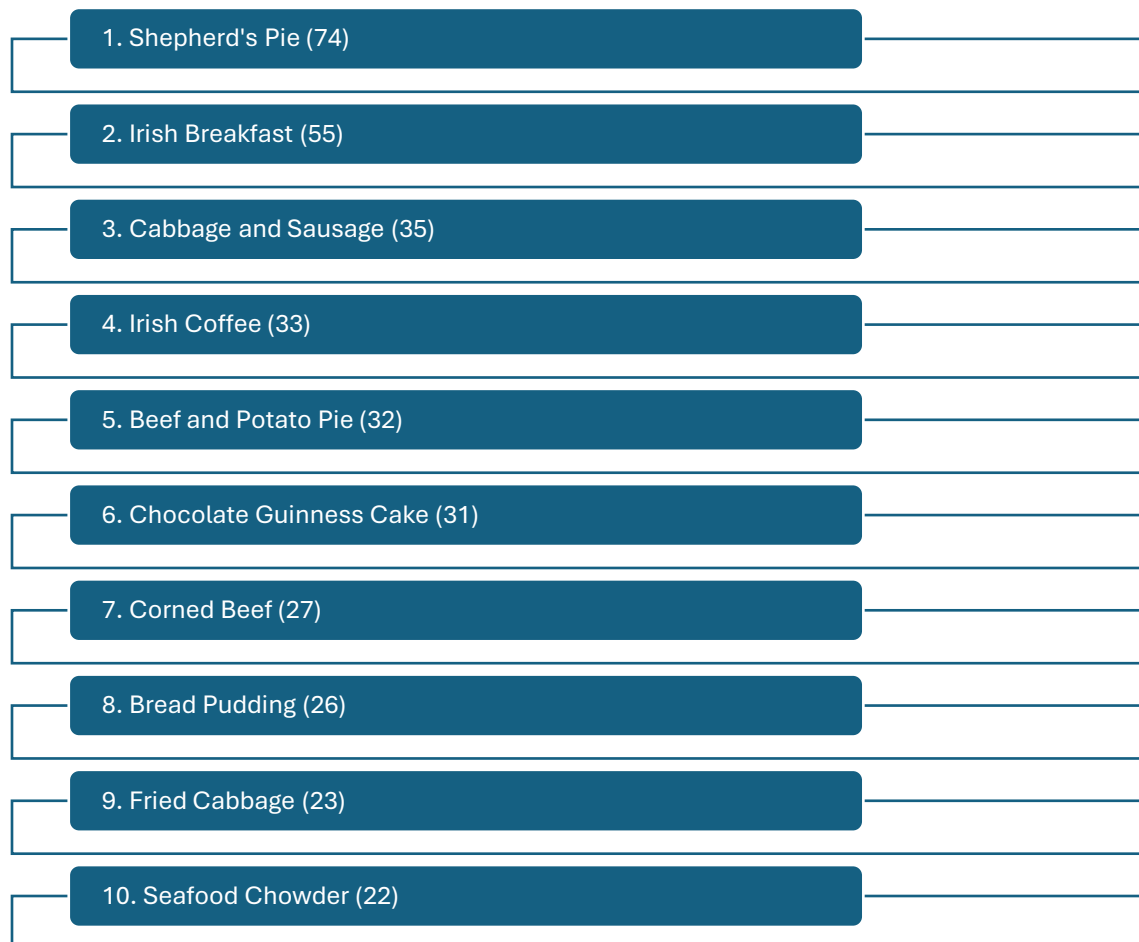 1. Shepherd's Pie (74)
2. Irish Breakfast (55)
3. Cabbage and Sausage (35)
4. Irish Coffee (33)
5. Beef and Potato Pie (32)
6. Chocolate Guinness Cake (31)
7. Corned Beef (27)
8. Bread Pudding (26)
9. Fried Cabbage (23)
10. Seafood Chowder (22)